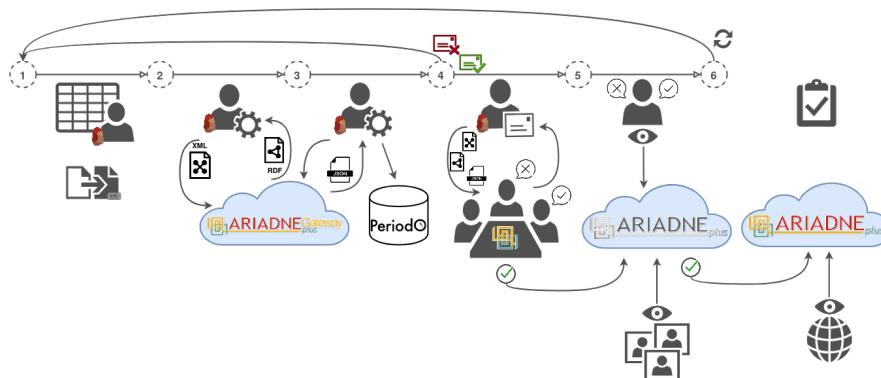 1 2 3 4 5 6
XML
RDF
JSON
JSON
ARIADNE Gateway
plus
PeriodO
ARIADNE
plus
ARIADNE
plus